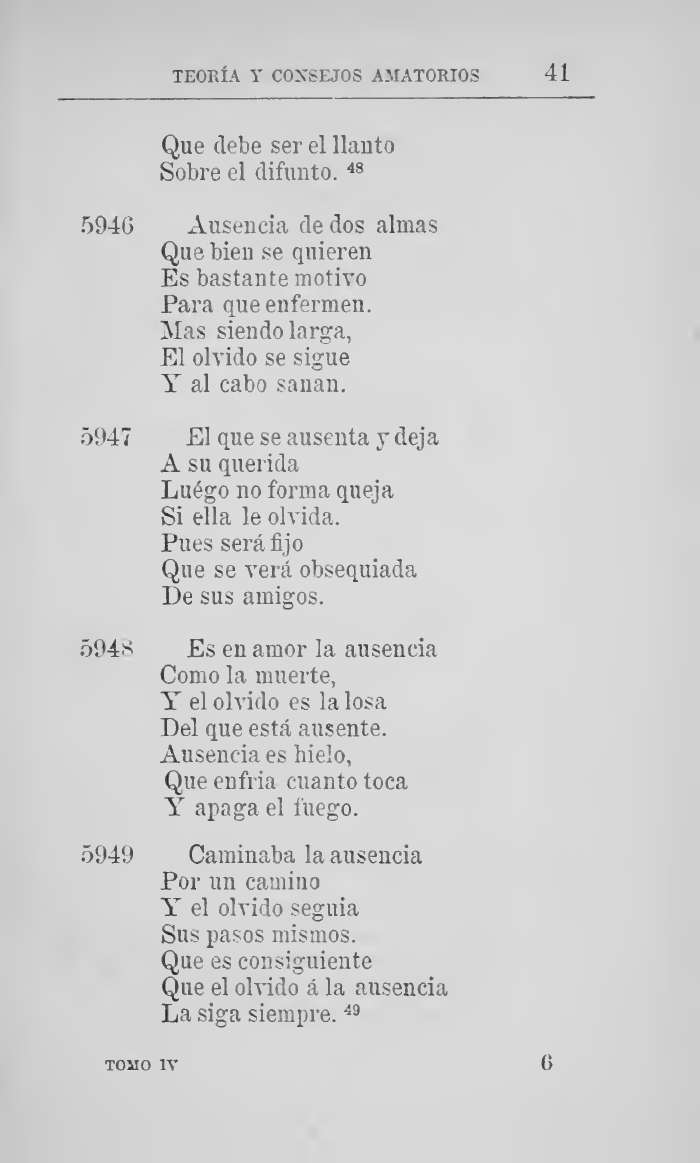 TEORÍA Y CONSEJOS AMATORIOS 41
Que debe ser el llanto
Sobre el difunto. 48
5946 Ausencia de dos almas
Que bien se quieren
Es bastante motivo
Para que enfermen.
Mas siendo larga,
El olvido se sigue
Y al cabo sanan.
5947 El que se ausenta y deja
A su querida
Luégo no forma queja
Si ella le olvida.
Pues será fijo
Que se verá obsequiada
De sus amigos.
5948 Es en amor la ausencia
Como la muerte,
Y el olvido es la losa
Del que está ausente.
Ausencia es hielo,
Que enfria cuanto toca
Y apaga el fuego.
5949 Caminaba la ausencia
Por un camino
Y el olvido seguia
Sus pasos mismos.
Que es consiguiente
Que el olvido á la ausencia
La siga siempre. 49
TOMO IV 6